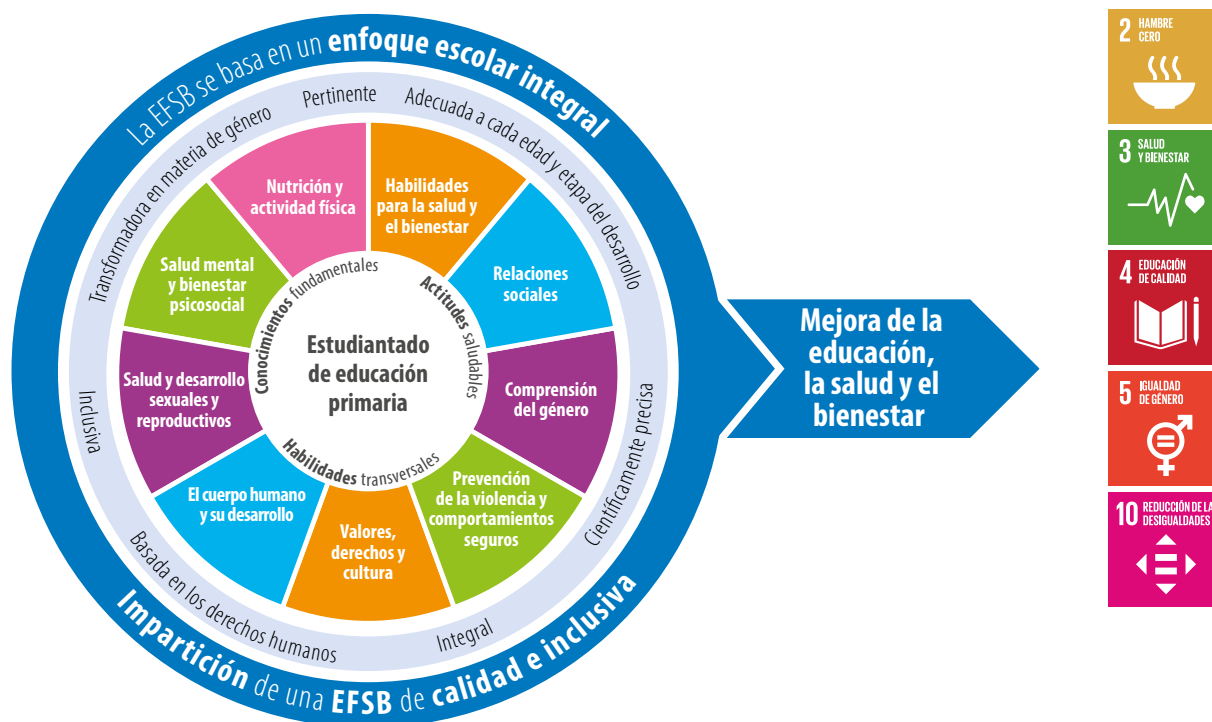 La EFSB se basa en un enfoque escolar integral
Transformadora en materia de género
Pertinente
Adecuada a cada edad y etapa del desarrollo
Científicamente precisa
Integral
Basada en los derechos humanos
Inclusiva
Nutrición y
actividad física
Habilidades
para la salud y
el bienestar
Relaciones
sociales
Comprensión
del género
Prevención
de la violencia y
comportamientos
seguros
Valores,
derechos y
cultura
El cuerpo humano
y su desarrollo
Salud y desarrollo
sexuales y
reproductivos
Salud mental
y bienestar
psicosocial
Conocimientos fundamentales
Actitudes saludables
Habilidades transversales
Estudiantado
de educación
primaria
Impartición de una EFSB de calidad e inclusiva
Mejora de la
educación,
la salud y el
bienestar
2 HAMBRE
CERO
3 SALUD
Y BIENESTAR
4 EDUCACIÓN
DE CALIDAD
5 IGUALDAD
DE GÉNERO
10 REDUCCIÓN DE LA
DESIGUALDADES